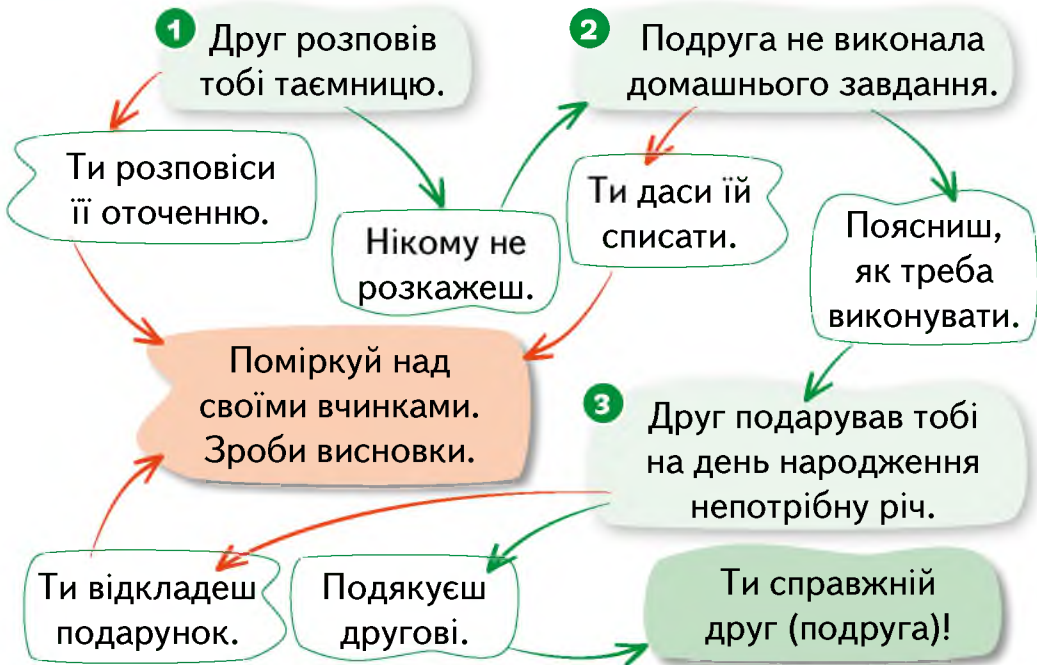 1 Друг розповів
тобі таємницю.
2 Подруга не виконала
домашнього завдання.
Ти розповіси
її оточенню.
Нікому не
розкажеш.
Ти даси їй
списати.
Поясниш,
як треба
виконувати.
Поміркуй над
своїми вчинками.
Зроби висновки.
3 Друг подарував тобі
на день народження
непотрібну річ.
Ти відкладеш
подарунок.
Подякуєш
другові.
Ти справжній
друг (подруга)!